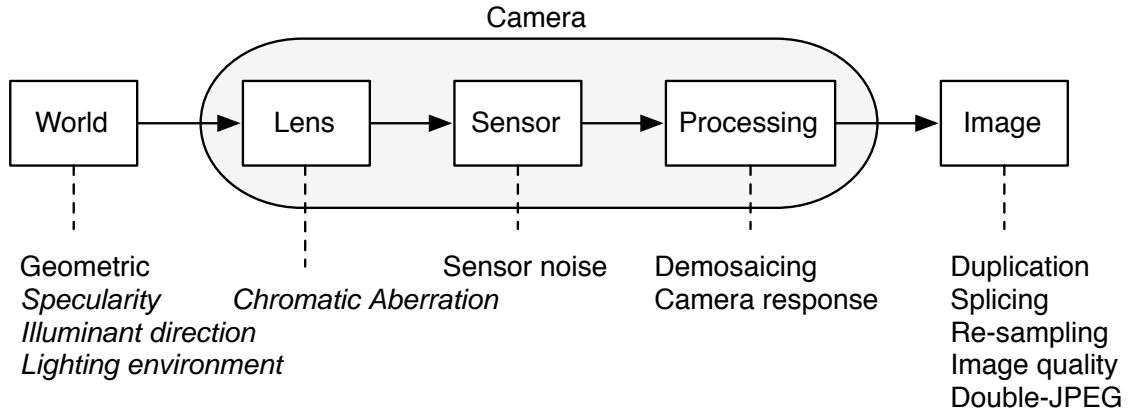 Camera
World
Lens
Sensor
Processing
Image
Geometric
Specularity
Illuminant direction
Lighting environment
Chromatic Aberration
Sensor noise
Demosaicing
Camera response
Duplication
Splicing
Re-sampling
Image quality
Double-JPEG